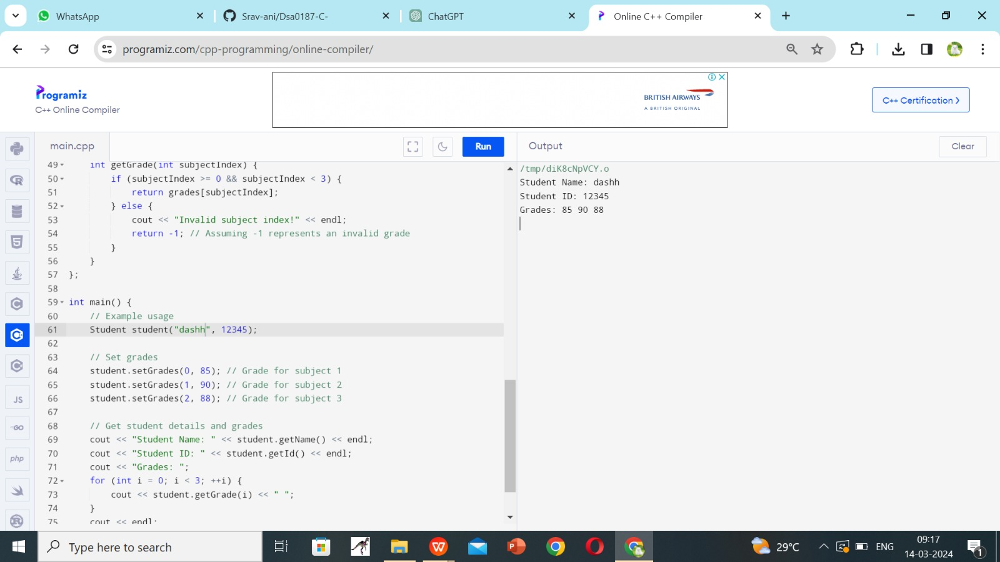 WhatsApp
Srav-ani/Dsa0187-C-
ChatGPT
Online C++ Compiler
programiz.com/cpp-programming/online-compiler/
Programiz
C++ Online Compiler
BRITISH AIRWAYS
A BRITISH ORIGINAL
C++ Certification >
main.cpp
Run
Output
Clear
49 int getGrade(int subjectIndex) {
50 if (subjectIndex >= 0 && subjectIndex < 3) {
51 return grades[subjectIndex];
52 } else {
53 cout << "Invalid subject index!" << endl;
54 return -1; // Assuming -1 represents an invalid grade
55 }
56 }
57 };
58
59 int main() {
60 // Example usage
61 Student student("dashh", 12345);
62
63 // Set grades
64 student.setGrades(0, 85); // Grade for subject 1
65 student.setGrades(1, 90); // Grade for subject 2
66 student.setGrades(2, 88); // Grade for subject 3
67
68 // Get student details and grades
69 cout << "Student Name: " << student.getName() << endl;
70 cout << "Student ID: " << student.getId() << endl;
71 cout << "Grades: ";
72 for (int i = 0; i < 3; ++i) {
73 cout << student.getGrade(i) << " ";
74 }
75 cout << endl;
/tmp/diK8cNpVCY.o
Student Name: dashh
Student ID: 12345
Grades: 85 90 88
JS
GO
php
Type here to search
29°C
ENG
09:17
14-03-2024
1